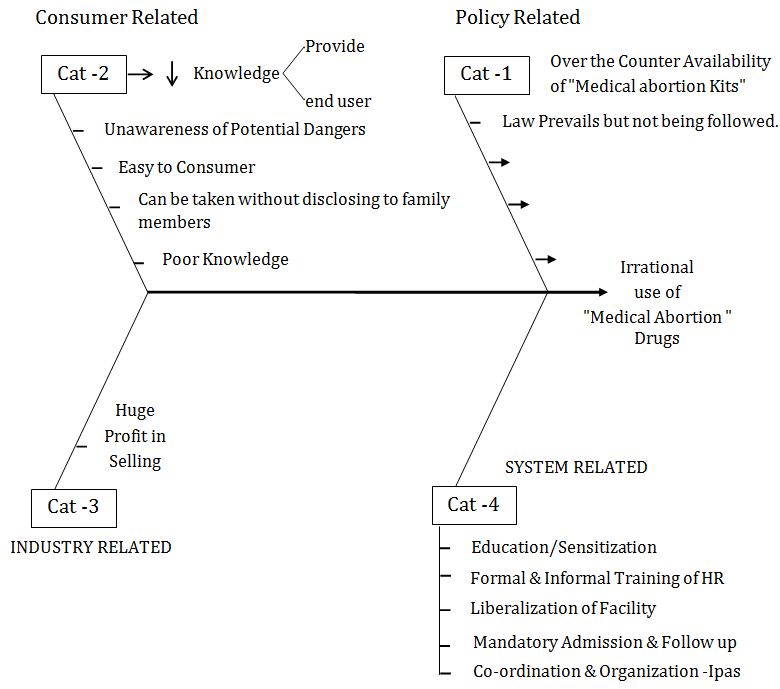 Consumer Related
Policy Related
Cat -2
Knowledge
Provide
end user
Unawareness of Potential Dangers
Easy to Consumer
Can be taken without disclosing to family
members
Poor Knowledge
Cat -1
Over the Counter Availability
of "Medical abortion Kits"
Law Prevails but not being followed.
Irrational
use of
"Medical Abortion "
Drugs
Huge
Profit in
Selling
Cat -3
INDUSTRY RELATED
SYSTEM RELATED
Cat -4
Education/Sensitization
Formal & Informal Training of HR
Liberalization of Facility
Mandatory Admission & Follow up
Co-ordination & Organization -Ipas